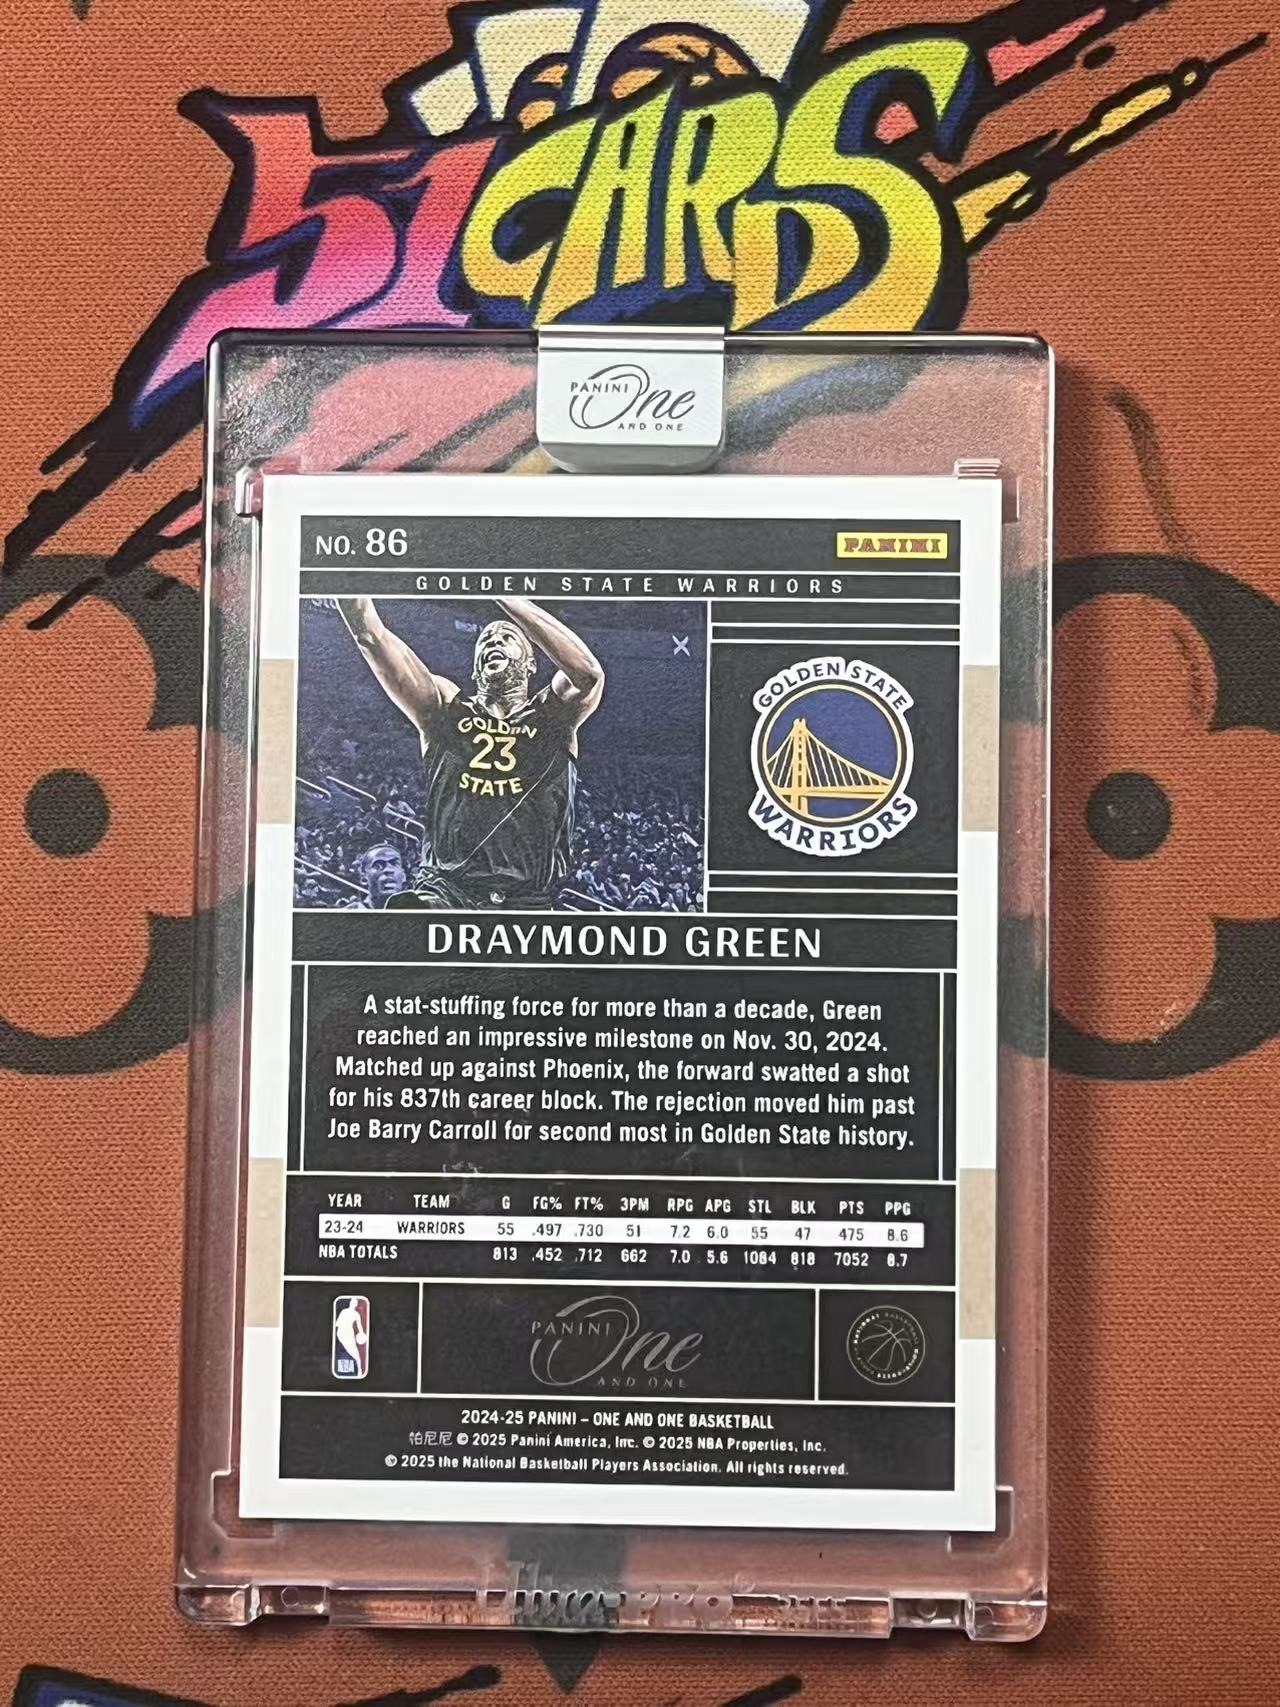 51CARDS
PANINI One
AND ONE
NO. 86
PANINI
GOLDEN STATE WARRIORS
GOLDEN
23
STATE
GOLDEN STATE
WARRIORS
DRAYMOND GREEN
A stat-stuffing force for more than a decade, Green
reached an impressive milestone on Nov. 30, 2024.
Matched up against Phoenix, the forward swatted a shot
for his 837th career block. The rejection moved him past
Joe Barry Carroll for second most in Golden State history.
YEAR TEAM G FG% FT% 3PM RPG APG STL BLK PTS PPG
23-24 WARRIORS 55 .497 .730 51 7.2 6.0 55 47 475 8.6
NBA TOTALS 813 .452 .712 662 7.0 5.6 1084 818 7052 8.7
NBA
PANINI One
AND ONE
2024-25 PANINI – ONE AND ONE BASKETBALL
帕尼尼 © 2025 Panini America, Inc. © 2025 NBA Properties, Inc.
© 2025 the National Basketball Players Association. All rights reserved.
Ultra·PRO®